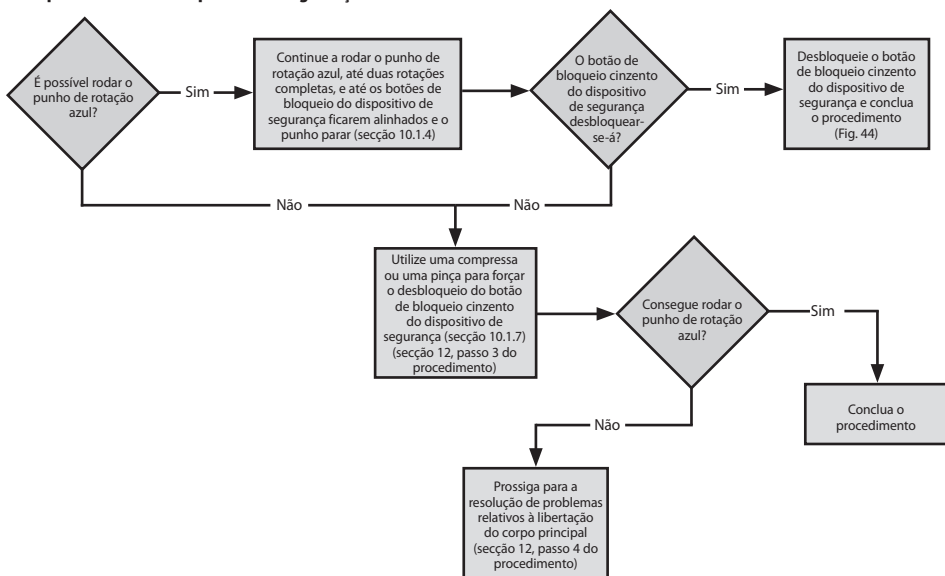 É possível rodar o
punho de rotação
azul?
Sim
Continue a rodar o punho de
rotação azul, até duas rotações
completas, e até os botões de
bloqueio do dispositivo de
segurança ficarem alinhados e o
punho parar (secção 10.1.4)
O botão de
bloqueio cinzento
do dispositivo
de segurança
desbloquear-
se-á?
Sim
Desbloqueie o botão
de bloqueio cinzento
do dispositivo de
segurança e conclua
o procedimento
(Fig. 44)
Não
Não
Utilize uma compressa
ou uma pinça para forçar
o desbloqueio do botão
de bloqueio cinzento
do dispositivo de
segurança (secção 10.1.7)
(secção 12, passo 3 do
procedimento)
Consegue rodar o
punho de rotação
azul?
Sim
Conclua o
procedimento
Não
Prossiga para a
resolução de problemas
relativos à libertação
do corpo principal
(secção 12, passo 4 do
procedimento)